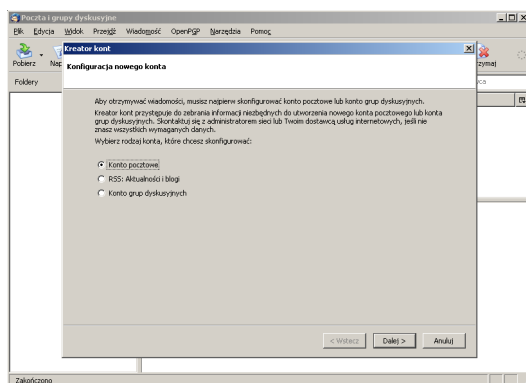 Poczta i grupy dyskusyjne
Plik Edycja Widok Przejdź Wiadomość OpenPGP Narzędzia Pomoc
Pobierz
Foldery
Kreator kont
Konfiguracja nowego konta
Aby otrzymywać wiadomości, musisz najpierw skonfigurować konto pocztowe lub konto grup dyskusyjnych.
Kreator kont przystępuje do zebrania informacji niezbędnych do utworzenia nowego konta pocztowego lub konta
grup dyskusyjnych. Skontaktuj się z administratorem sieci lub Twoim dostawcą usług internetowych, jeśli nie
znasz wszystkich wymaganych danych.
Wybierz rodzaj konta, które chcesz skonfigurować:
Konto pocztowe
RSS: Aktualności i blogi
Konto grup dyskusyjnych
< Wstecz Dalej > Anuluj
Zakończono